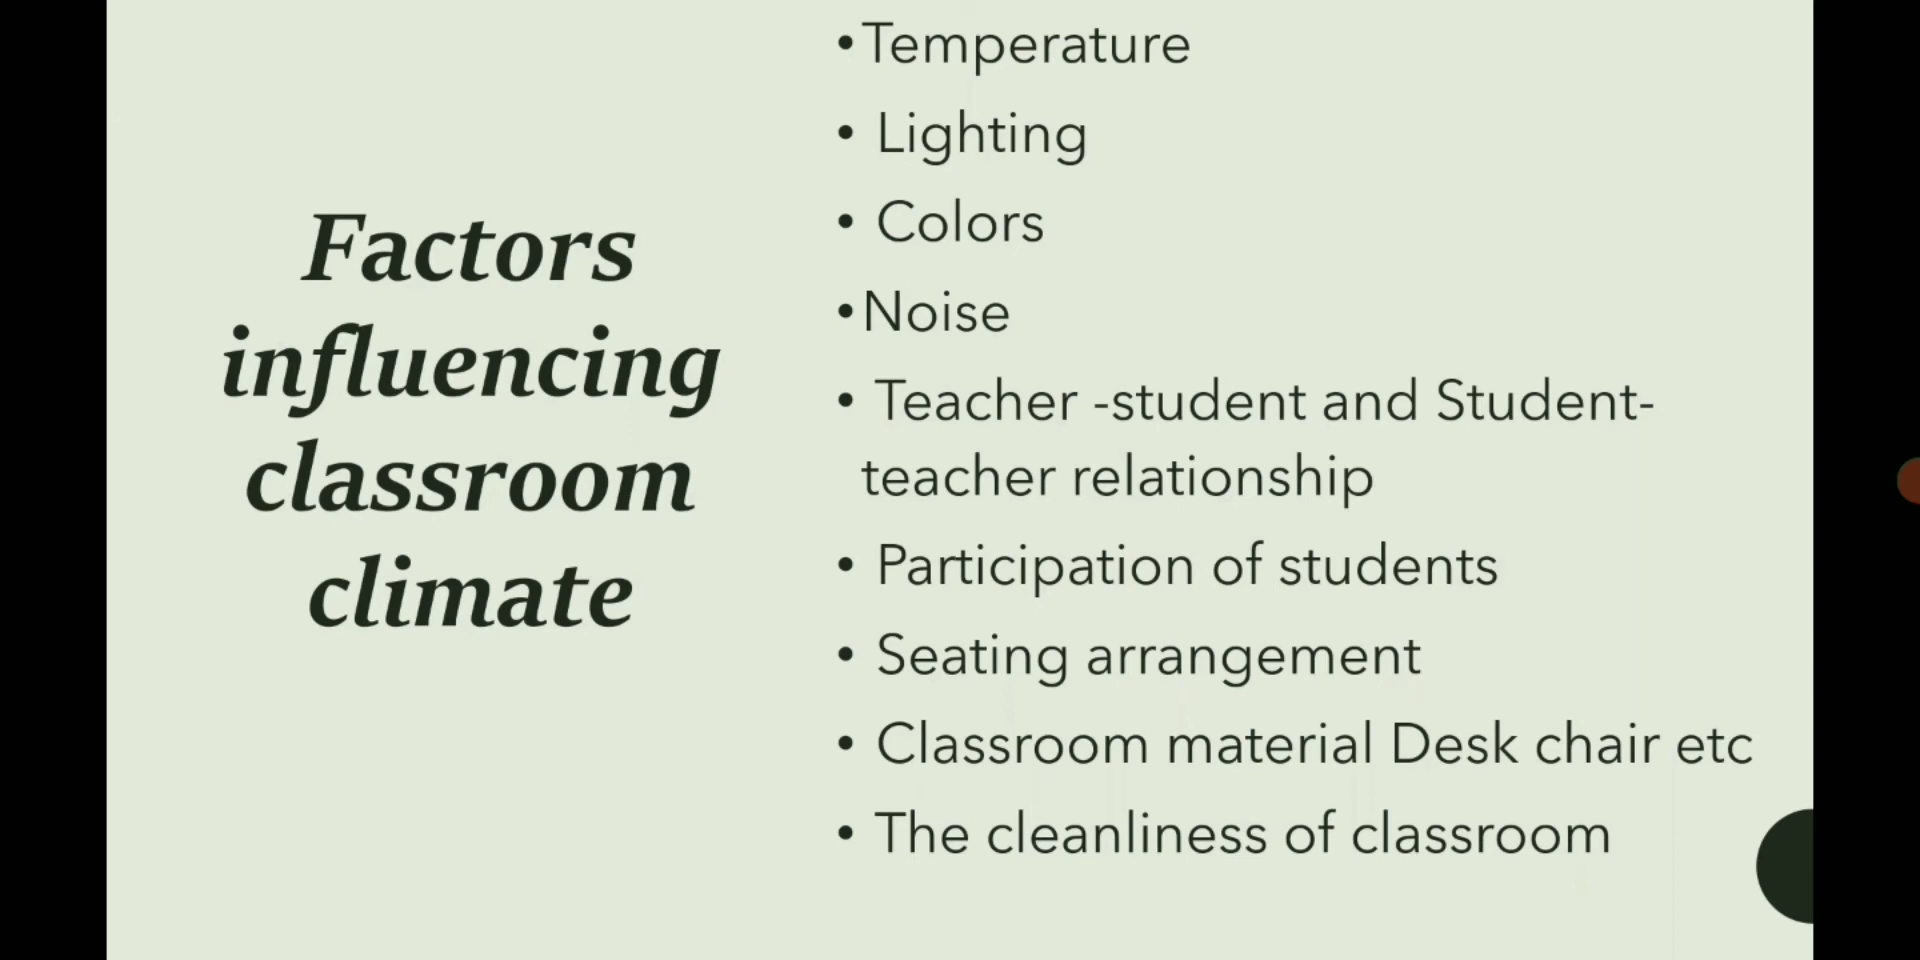 Factors
influencing
classroom
climate
•Temperature
• Lighting
• Colors
•Noise
• Teacher -student and Student-
teacher relationship
• Participation of students
• Seating arrangement
• Classroom material Desk chair etc
• The cleanliness of classroom